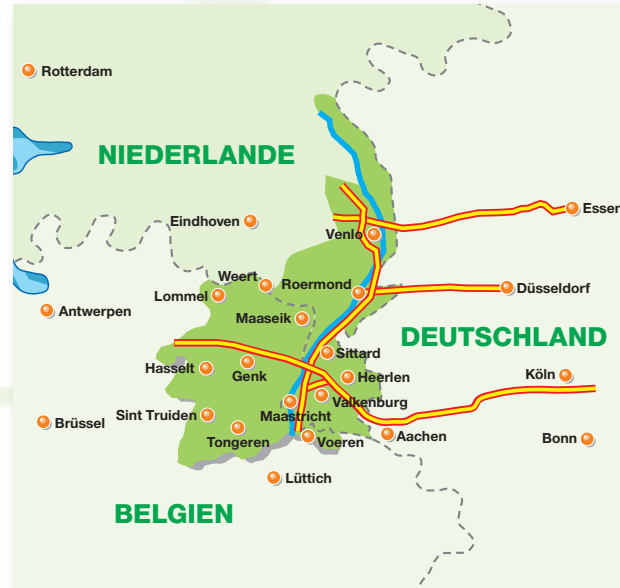 Rotterdam
NIEDERLANDE
Essen
Eindhoven
Venlo
Weert
Roermond
Düsseldorf
Lommel
Antwerpen
Maaseik
DEUTSCHLAND
Sittard
Hasselt
Genk
Heerlen
Köln
Valkenburg
Sint Truiden
Maastricht
Brüssel
Tongeren
Voeren
Aachen
Bonn
Lüttich
BELGIEN